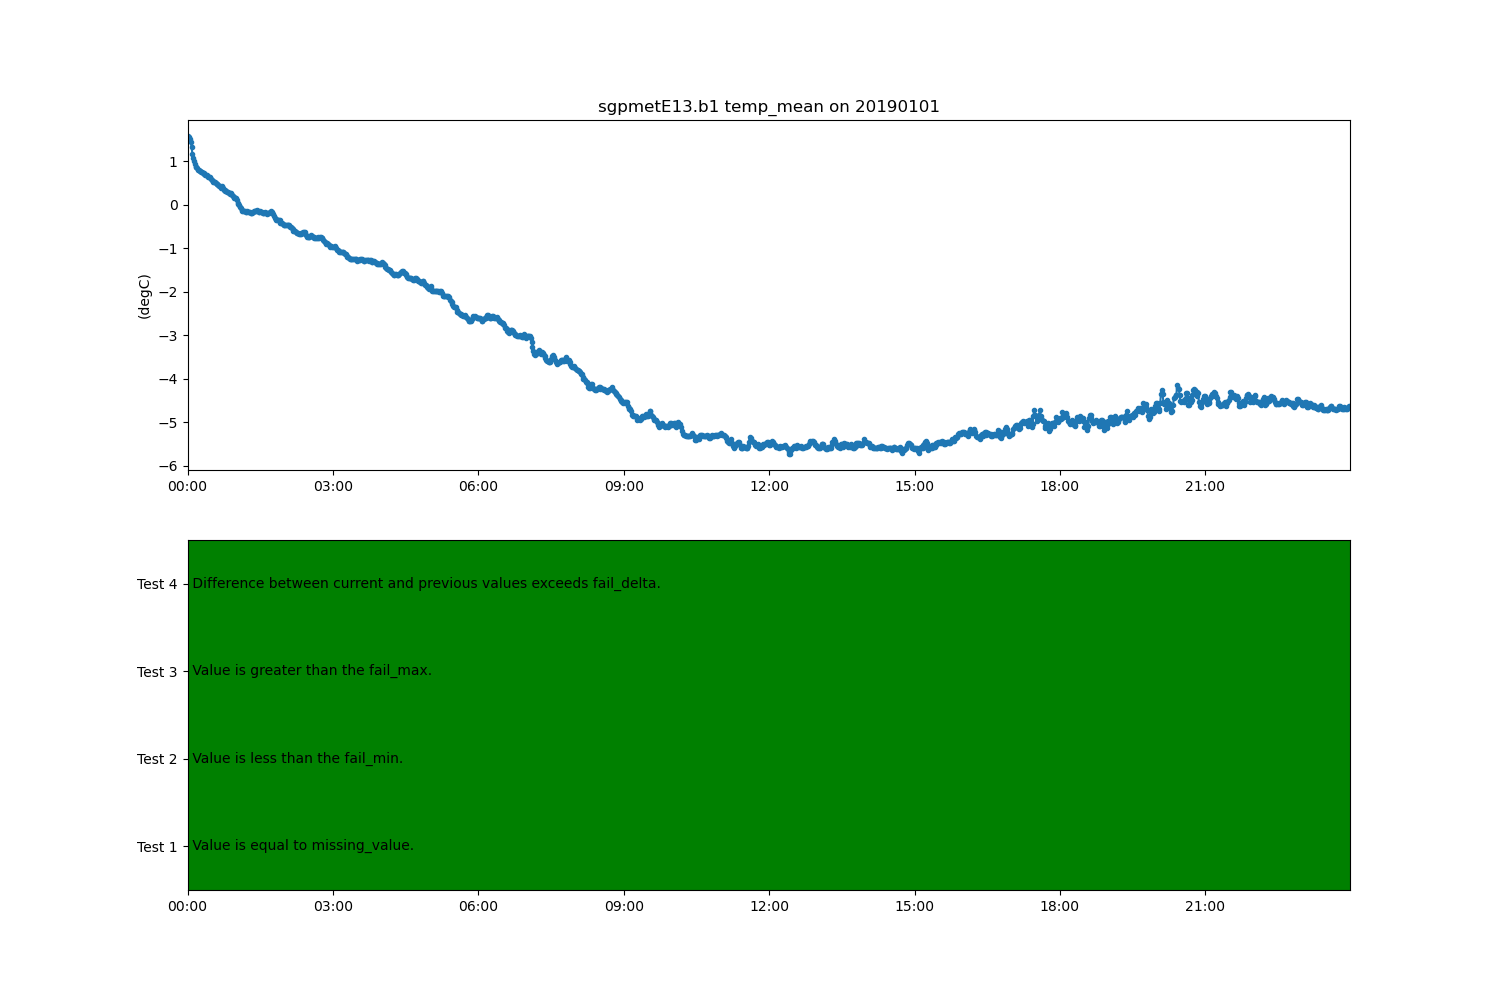 sgpmetE13.b1 temp_mean on 20190101
(degC)
1
0
−1
−2
−3
−4
−5
−6
00:00 03:00 06:00 09:00 12:00 15:00 18:00 21:00
Test 4 Difference between current and previous values exceeds fail_delta.
Test 3 Value is greater than the fail_max.
Test 2 Value is less than the fail_min.
Test 1 Value is equal to missing_value.
00:00 03:00 06:00 09:00 12:00 15:00 18:00 21:00